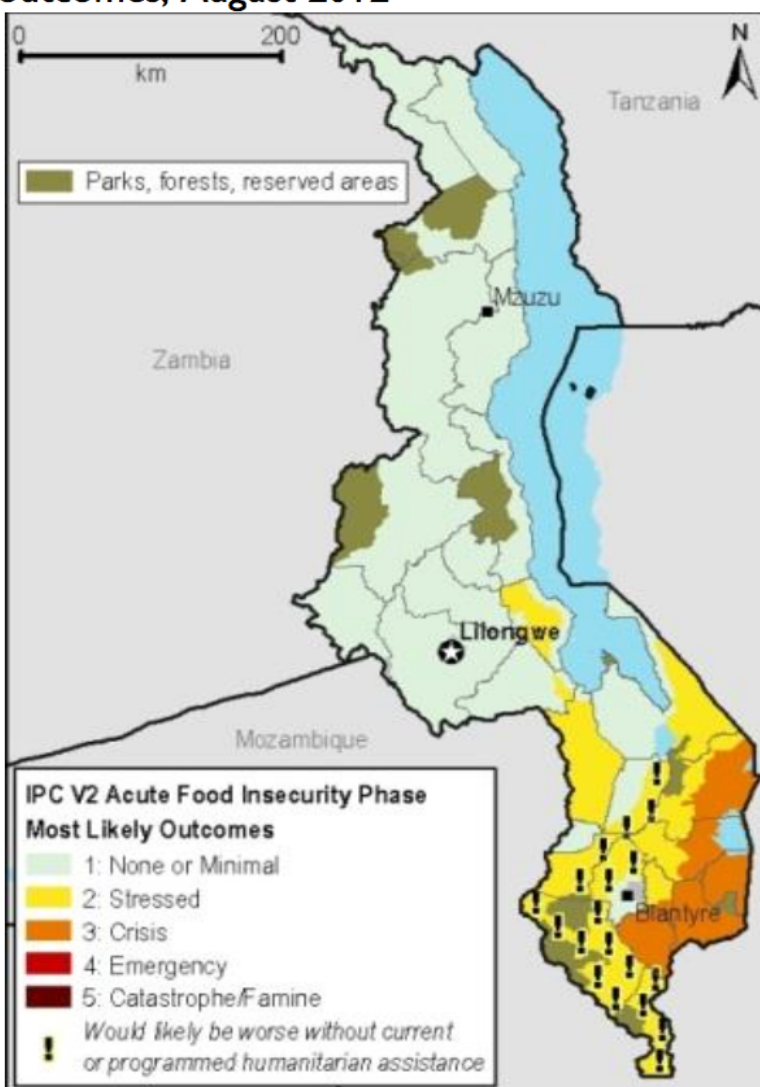 Outcomes, August 2012
0 200
km
N
Tanzania
Parks, forests, reserved areas
Mzuzu
Zambia
Lilongwe
Mozambique
IPC V2 Acute Food Insecurity Phase
Most Likely Outcomes
1: None or Minimal
2: Stressed
3: Crisis
4: Emergency
5: Catastrophe/Famine
! Would likely be worse without current
or programmed humanitarian assistance
Blantyre